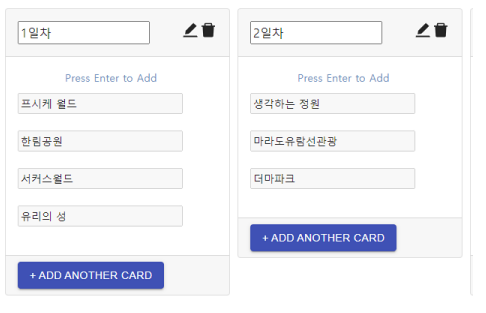 1일차
Press Enter to Add
프시케 월드
한림공원
서커스월드
유리의 성
+ ADD ANOTHER CARD
2일차
Press Enter to Add
생각하는 정원
마라도유람선관광
더마파크
+ ADD ANOTHER CARD